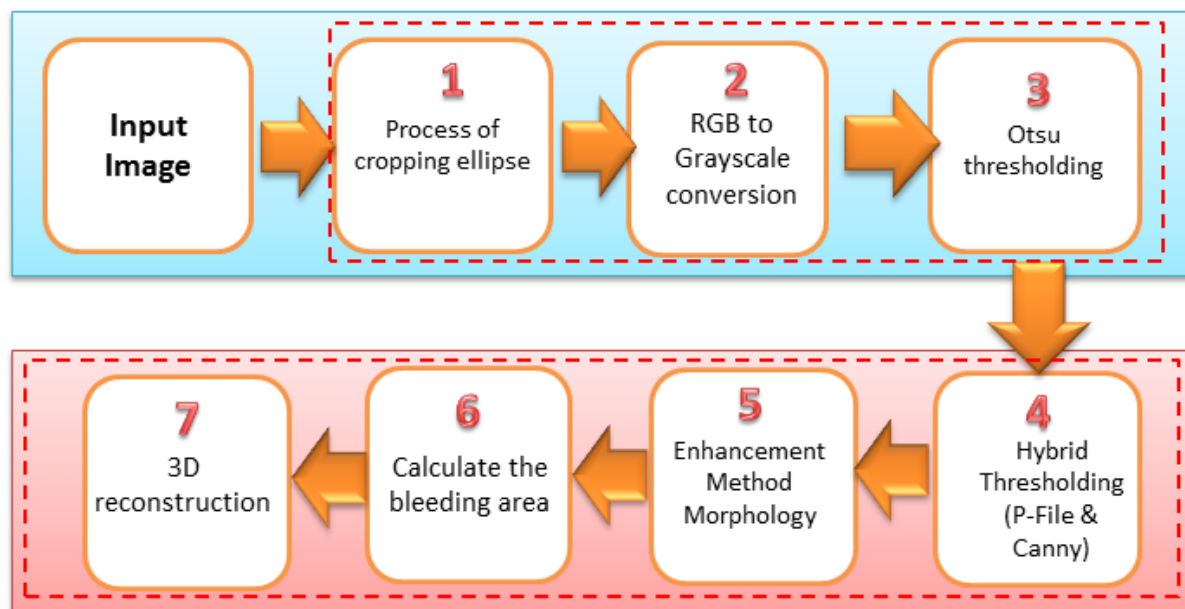 Input
Image
1
Process of
cropping ellipse
2
RGB to
Grayscale
conversion
3
Otsu
thresholding
4
Hybrid
Thresholding
(P-File &
Canny)
5
Enhancement
Method
Morphology
6
Calculate the
bleeding area
7
3D
reconstruction